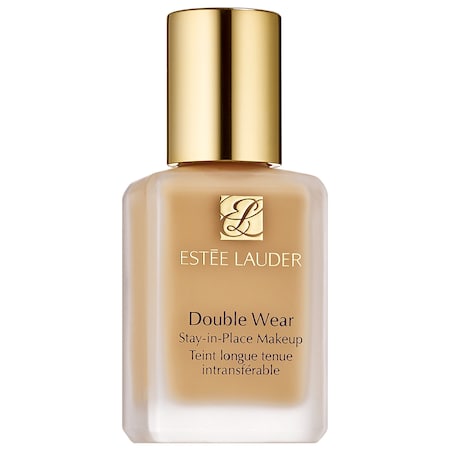 ESTĒE LAUDER
Double Wear
Stay-in-Place Makeup
Teint longue tenue
intransférable